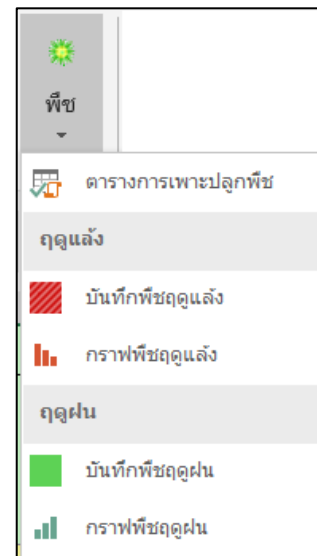 พืช
ตารางการเพาะปลูกพืช
ฤดูแล้ง
บันทึกพืชฤดูแล้ง
กราฟพืชฤดูแล้ง
ฤดูฝน
บันทึกพืชฤดูฝน
กราฟพืชฤดูฝน